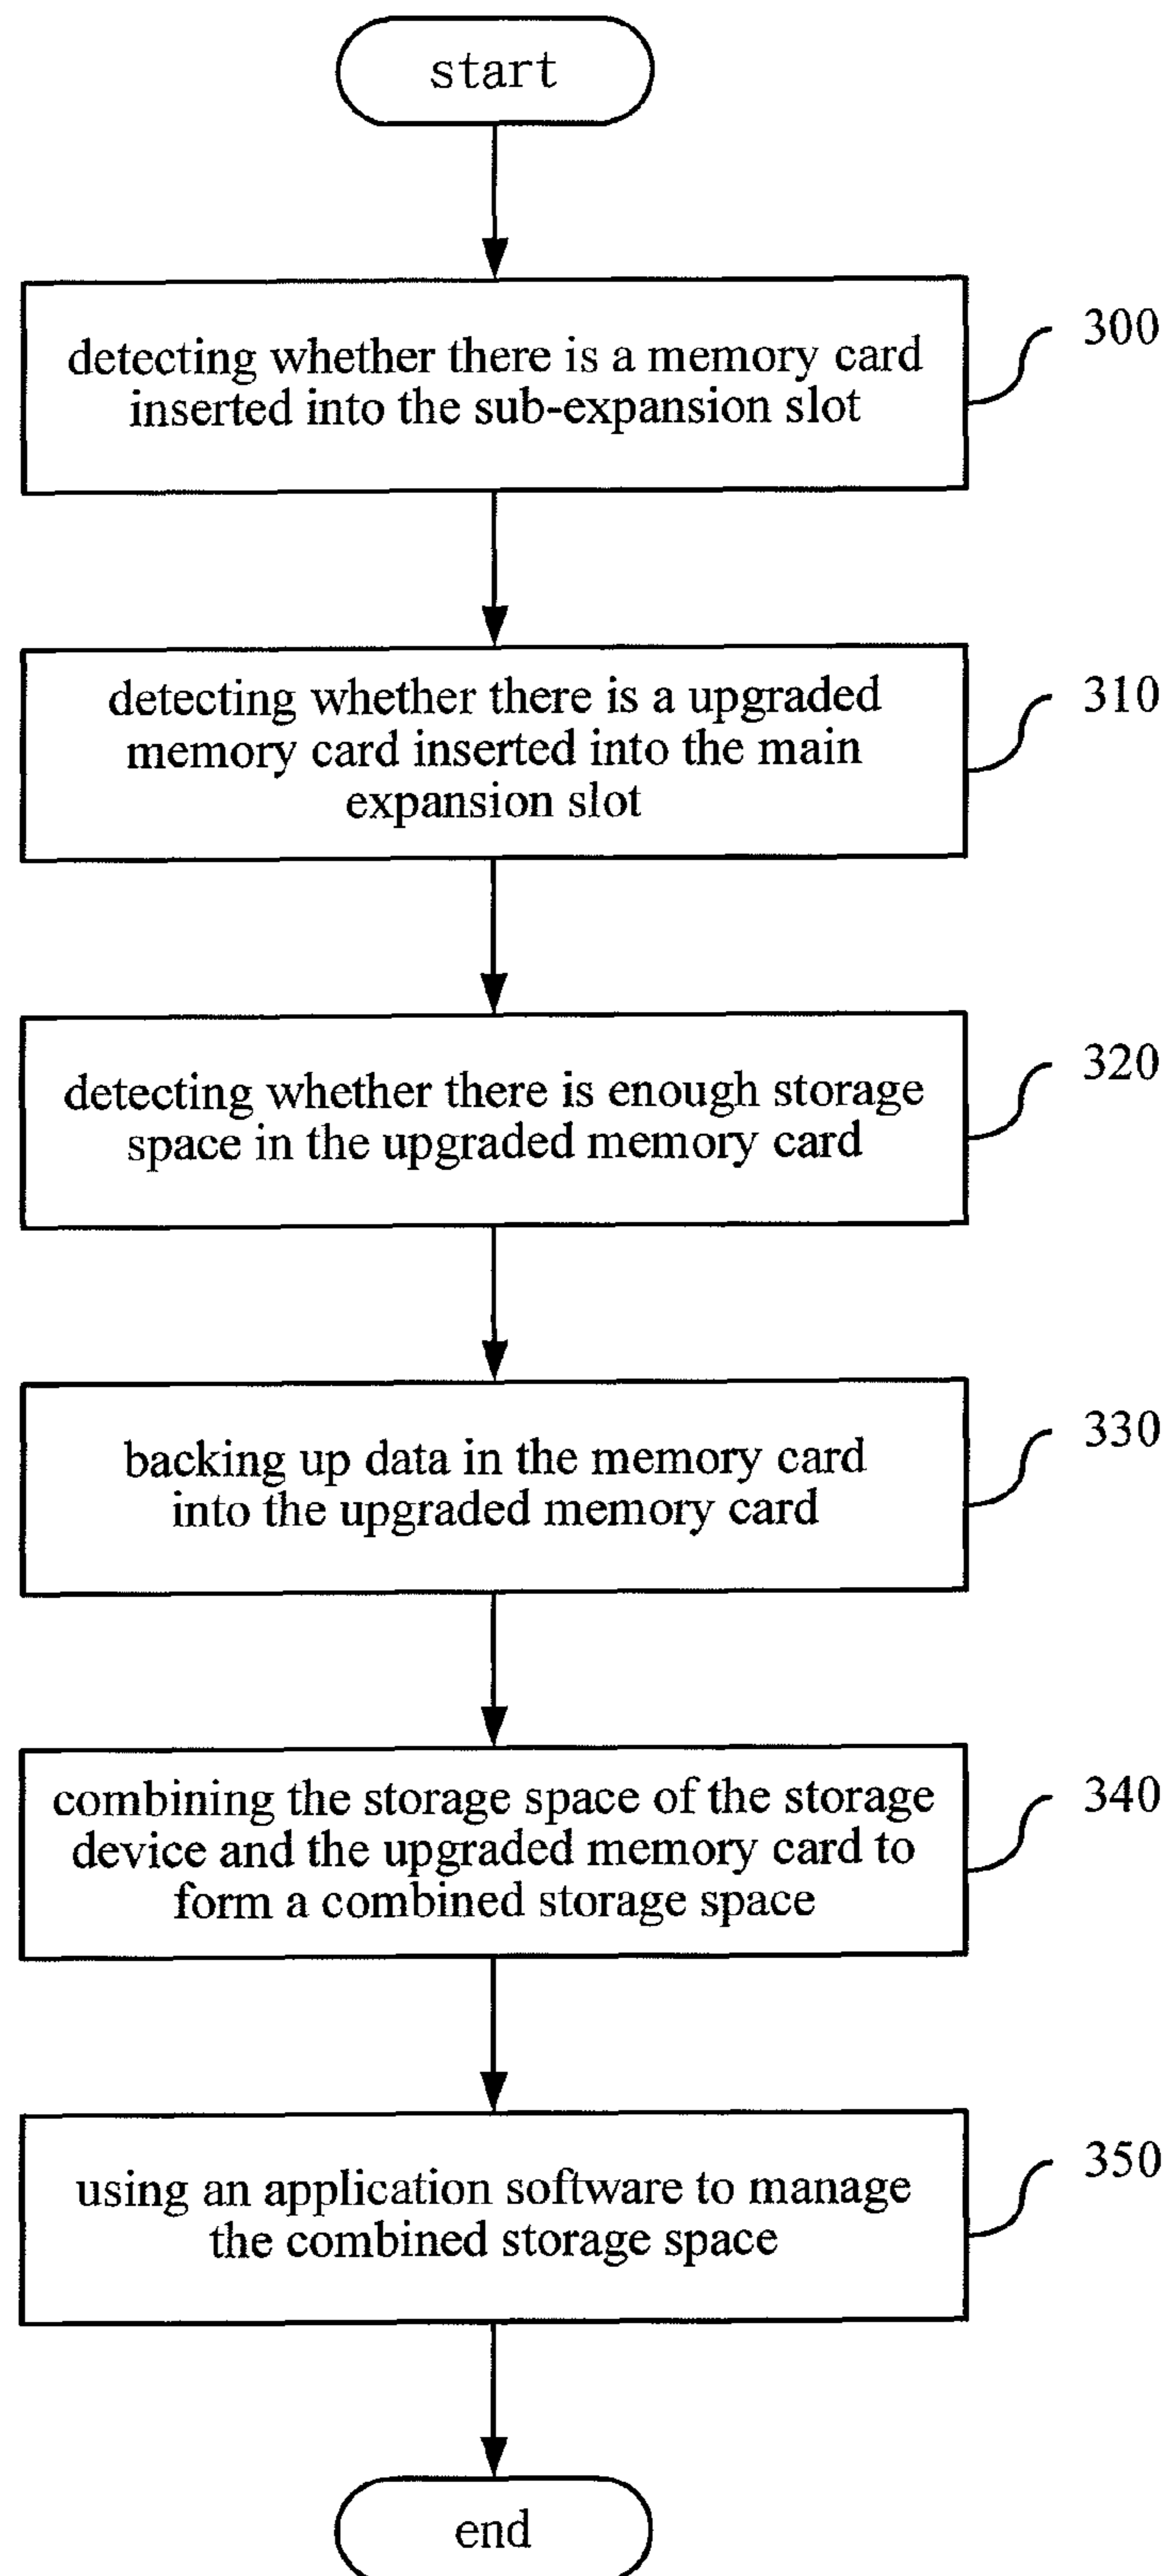 start
detecting whether there is a memory card
inserted into the sub-expansion slot
300
detecting whether there is a upgraded
memory card inserted into the main
expansion slot
310
detecting whether there is enough storage
space in the upgraded memory card
320
backing up data in the memory card
into the upgraded memory card
330
combining the storage space of the storage
device and the upgraded memory card to
form a combined storage space
340
using an application software to manage
the combined storage space
350
end